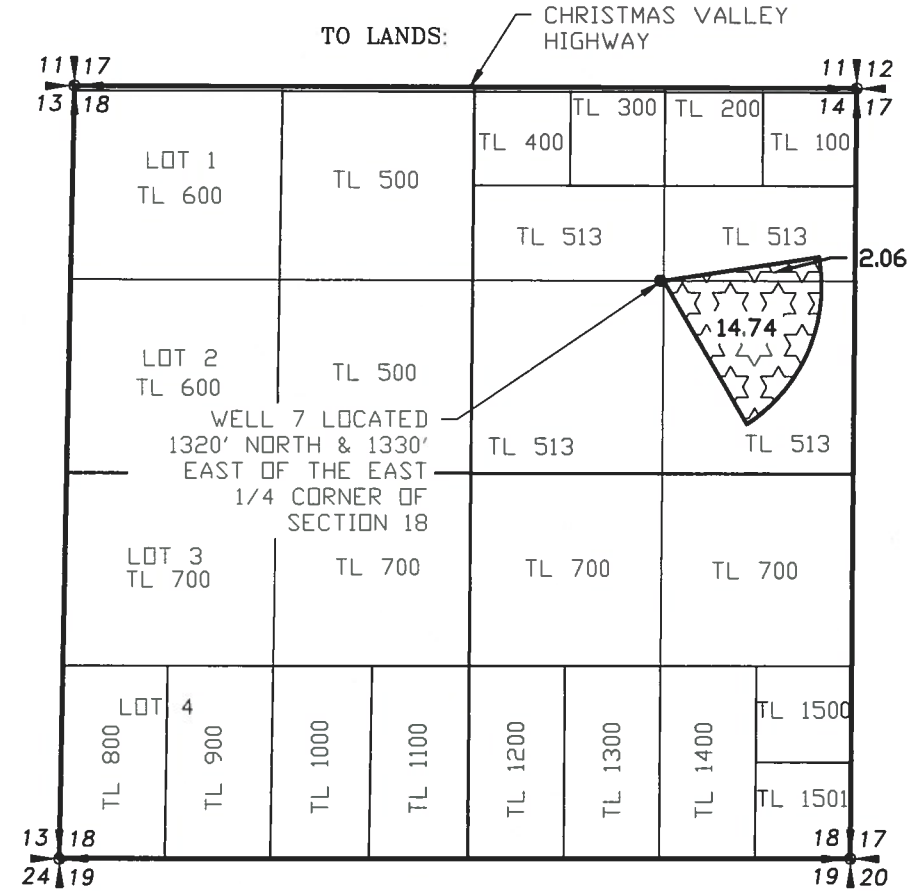 TO LANDS:
CHRISTMAS VALLEY
HIGHWAY
11 17
13 18
11 12
14 17
LOT 1
TL 600
TL 500
TL 400
TL 300
TL 200
TL 100
TL 513
TL 513
2.06
14.74
LOT 2
TL 600
TL 500
WELL 7 LOCATED
1320' NORTH & 1330'
EAST OF THE EAST
1/4 CORNER OF
SECTION 18
TL 513
TL 513
LOT 3
TL 700
TL 700
TL 700
TL 700
LOT 4
TL 800
TL 900
TL 1000
TL 1100
TL 1200
TL 1300
TL 1400
TL 1500
TL 1501
13 18
24 19
18 17
19 20